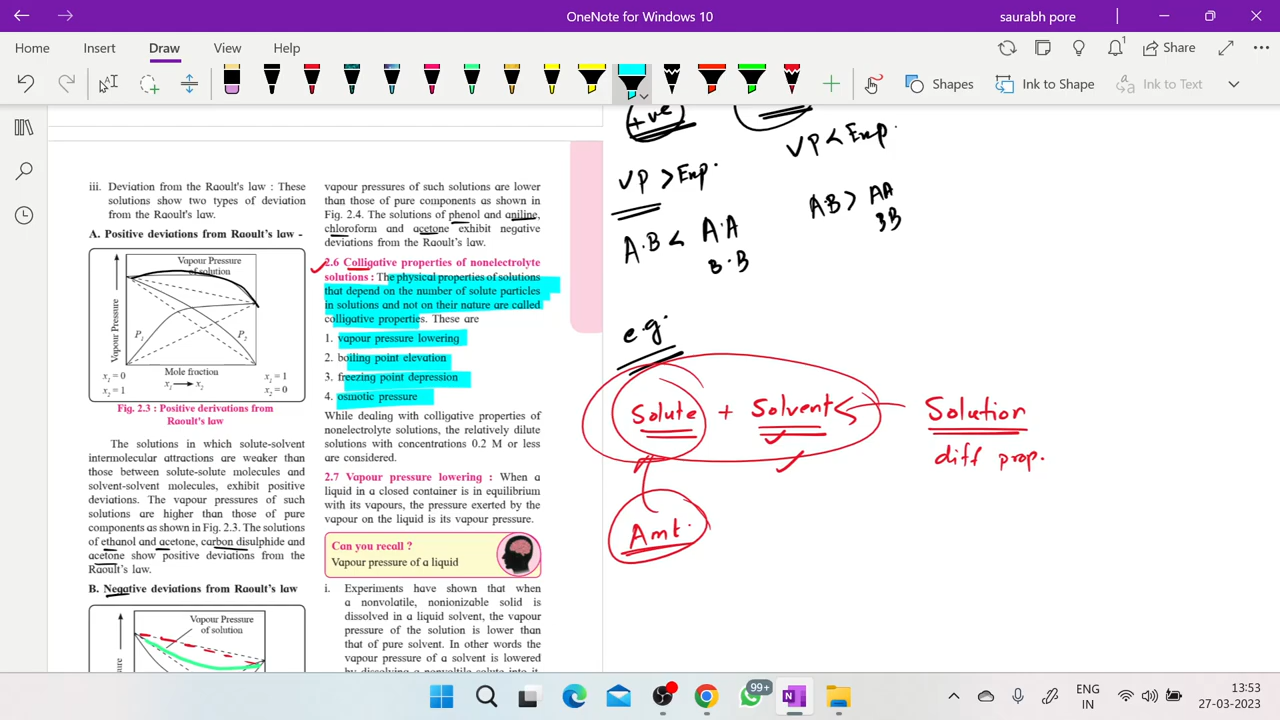 OneNote for Windows 10
saurabh pore
Home
Insert
Draw
View
Help
Share
Shapes
Ink to Shape
Ink to Text
iii. Deviation from the Raoult's law : These
solutions show two types of deviation
from the Raoult's law.
A. Positive deviations from Raoult's law -
Vapour Pressure
of solution
Vapour Pressure
P1
P2
Mole fraction
x1 = 0
x1 → x2
x1 = 1
x2 = 1
x2 = 0
Fig. 2.3 : Positive derivations from
Raoult's law
The solutions in which solute-solvent
intermolecular attractions are weaker than
those between solute-solute molecules and
solvent-solvent molecules, exhibit positive
deviations. The vapour pressures of such
solutions are higher than those of pure
components as shown in Fig. 2.3. The solutions
of ethanol and acetone, carbon disulphide and
acetone show positive deviations from the
Raoult's law.
B. Negative deviations from Raoult's law
Vapour Pressure
of solution
vapour pressures of such solutions are lower
than those of pure components as shown in
Fig. 2.4. The solutions of phenol and aniline,
chloroform and acetone exhibit negative
deviations from the Raoult's law.
2.6 Colligative properties of nonelectrolyte
solutions : The physical properties of solutions
that depend on the number of solute particles
in solutions and not on their nature are called
colligative properties. These are
1. vapour pressure lowering
2. boiling point elevation
3. freezing point depression
4. osmotic pressure
While dealing with colligative properties of
nonelectrolyte solutions, the relatively dilute
solutions with concentrations 0.2 M or less
are considered.
2.7 Vapour pressure lowering : When a
liquid in a closed container is in equilibrium
with its vapours, the pressure exerted by the
vapour on the liquid is its vapour pressure.
Can you recall ?
Vapour pressure of a liquid
i. Experiments have shown that when
a nonvolatile, nonionizable solid is
dissolved in a liquid solvent, the vapour
pressure of the solution is lower than
that of pure solvent. In other words the
vapour pressure of a solvent is lowered
+ve
VP > Exp.
A·B < A·A
B·B
VP < Exp.
A·B > AA
BB
e.g.
Solute + Solvent
Solution
diff prop.
Amt.
99+
ENG
IN
13:53
27-03-2023